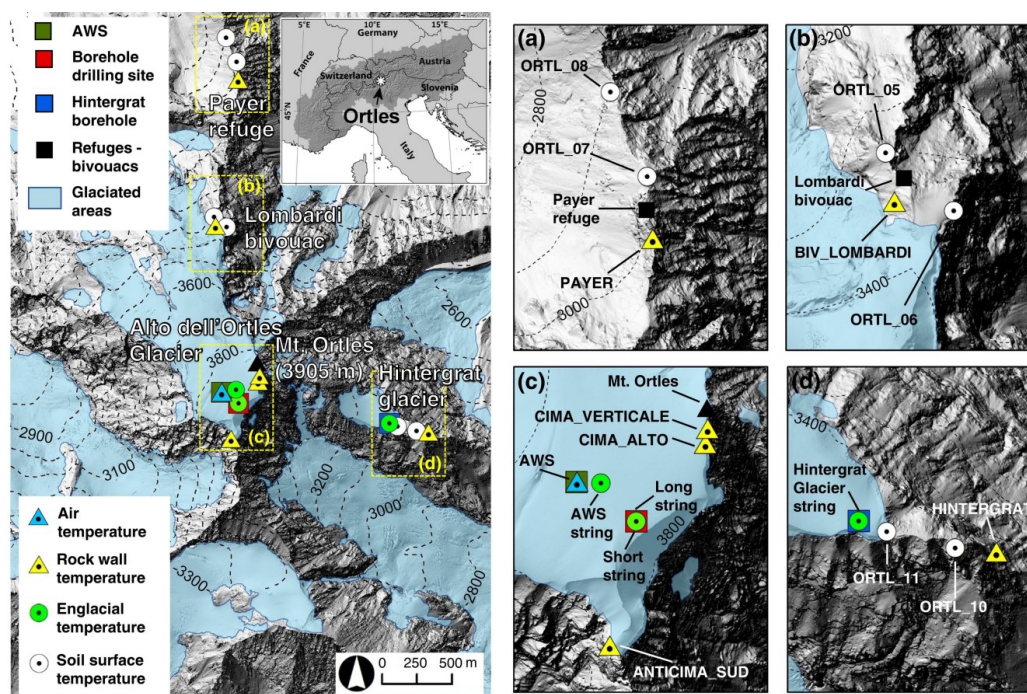 AWS
Borehole
drilling site
Hintergrat
borehole
Refuges -
bivouacs
Glaciated
areas
(a)
Payer
refuge
5°E
10°E
15°E
Germany
France
Switzerland
Austria
Slovenia
45°N
Ortles
Italy
(b)
Lombardi
bivouac
3600
2600
Alto dell'Ortles
Glacier
3800
Mt. Ortles
(3905 m)
Hintergrat
glacier
2900
(c)
(d)
3100
3200
3000
3300
2800
Air
temperature
Rock wall
temperature
Englacial
temperature
Soil surface
temperature
0 250 500 m
(a)
ORTL_08
2800
ORTL_07
Payer
refuge
PAYER
3000
(b)
3200
ORTL_05
Lombardi
bivouac
BIV_LOMBARDI
3400
ORTL_06
(c)
Mt. Ortles
CIMA_VERTICALE
CIMA_ALTO
AWS
AWS
string
Long
string
3800
Short
string
ANTICIMA_SUD
(d)
3400
Hintergrat
Glacier
string
HINTERGRAT
ORTL_11
ORTL_10